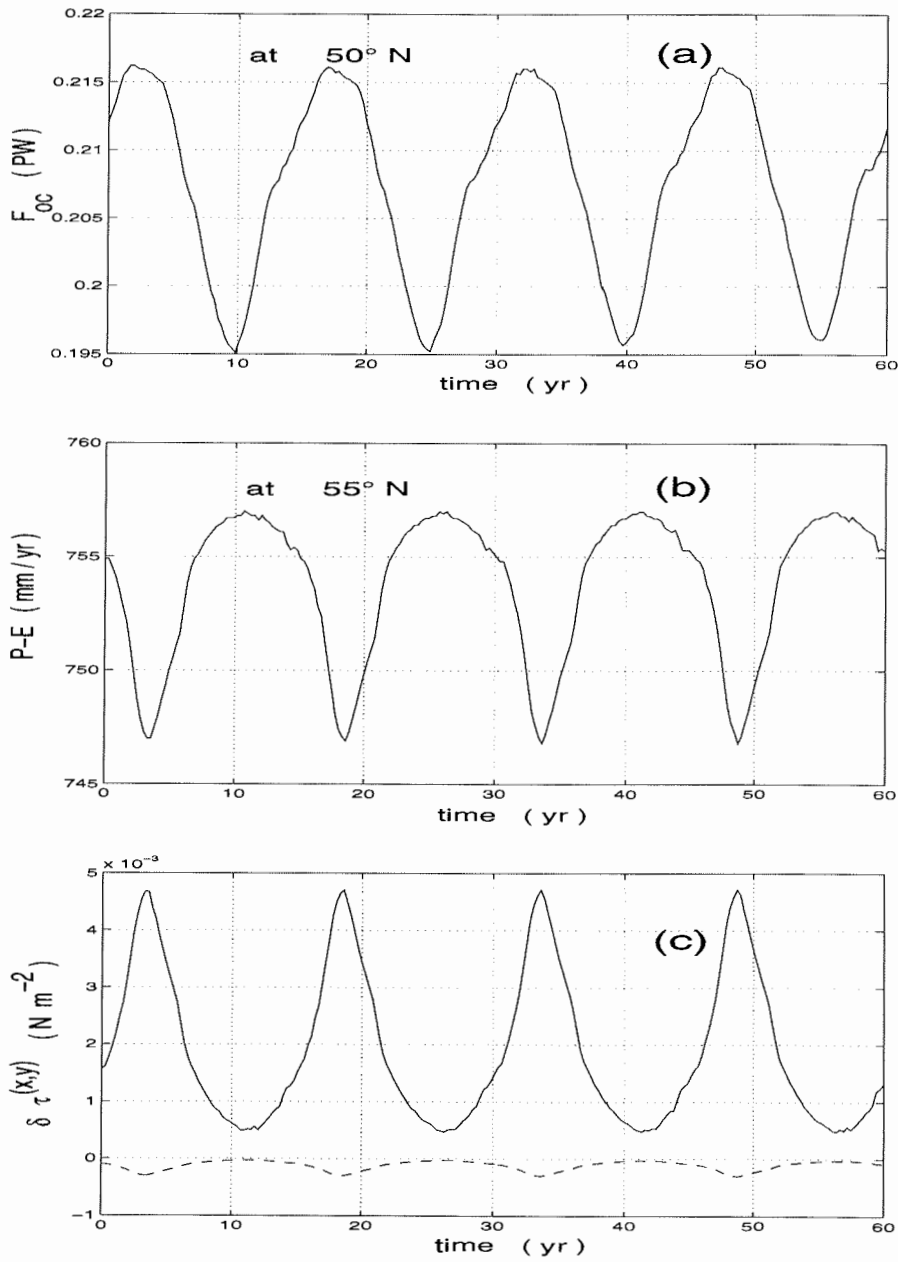 0.22
at 50° N (a)
0.215
0.21
0.205
0.2
0.195
F_oc (PW)
0 10 20 30 40 50 60
time (yr)
760
at 55° N (b)
755
750
745
P-E (mm/yr)
0 10 20 30 40 50 60
time (yr)
× 10⁻³
5
4
(c)
3
2
1
0
−1
δ τ^(x,y) (N m⁻²)
0 10 20 30 40 50 60
time (yr)